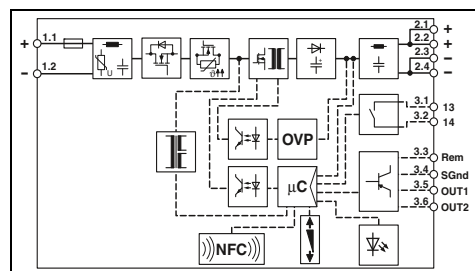 + 1.1
– 1.2
U
ϑ
2.1 +
2.2 +
2.3 –
2.4 –
3.1 13
3.2 14
OVP
µC
3.3 Rem
3.4 SGnd
3.5 OUT1
3.6 OUT2
NFC